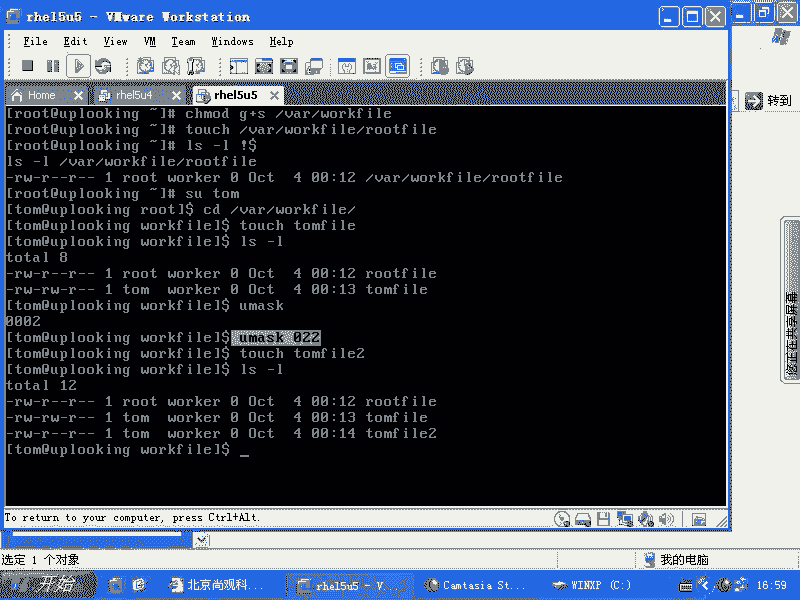 rhel5u5 - VMware Workstation
File Edit View VM Team Windows Help
Home rhel5u4 rhel5u5
转到
[root@uplooking ~]# chmod g+s /var/workfile
[root@uplooking ~]# touch /var/workfile/rootfile
[root@uplooking ~]# ls -l !$
ls -l /var/workfile/rootfile
-rw-r--r-- 1 root worker 0 Oct  4 00:12 /var/workfile/rootfile
[root@uplooking ~]# su tom
[tom@uplooking root]$ cd /var/workfile/
[tom@uplooking workfile]$ touch tomfile
[tom@uplooking workfile]$ ls -l
total 8
-rw-r--r-- 1 root worker 0 Oct  4 00:12 rootfile
-rw-rw-r-- 1 tom  worker 0 Oct  4 00:13 tomfile
[tom@uplooking workfile]$ umask
0002
[tom@uplooking workfile]$ umask 022
[tom@uplooking workfile]$ touch tomfile2
[tom@uplooking workfile]$ ls -l
total 12
-rw-r--r-- 1 root worker 0 Oct  4 00:12 rootfile
-rw-rw-r-- 1 tom  worker 0 Oct  4 00:13 tomfile
-rw-r--r-- 1 tom  worker 0 Oct  4 00:14 tomfile2
[tom@uplooking workfile]$ _
您正在共享屏幕
To return to your computer, press Ctrl+Alt.
选定 1 个对象
我的电脑
开始 北京尚观科... rhel5u5 - V... Camtasia St... WINXP (C:) 16:59